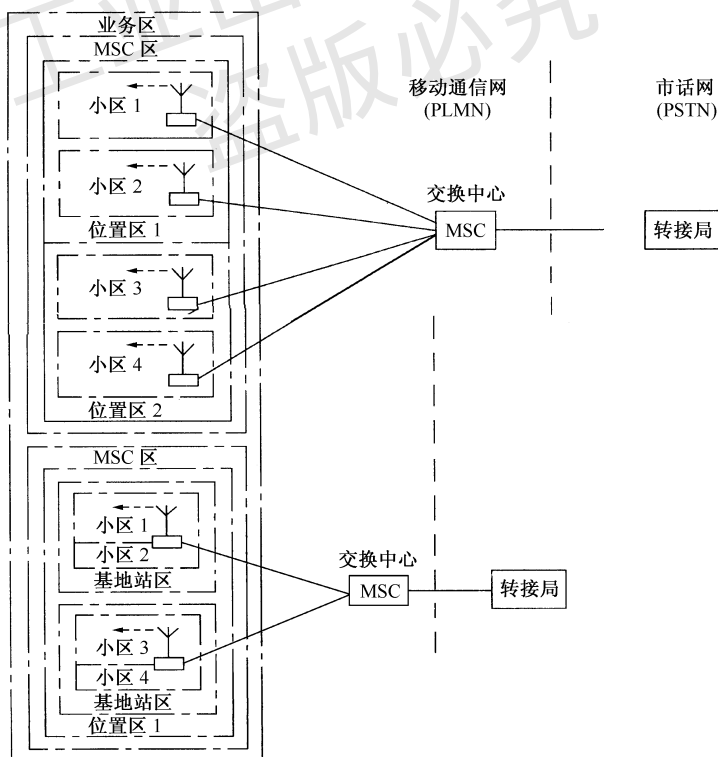 业务区
MSC 区
小区 1
小区 2
位置区 1
小区 3
小区 4
位置区 2
移动通信网
(PLMN)
市话网
(PSTN)
交换中心
MSC
转接局
MSC 区
小区 1
小区 2
基地站区
小区 3
小区 4
基地站区
位置区 1
交换中心
MSC
转接局
盗版必究